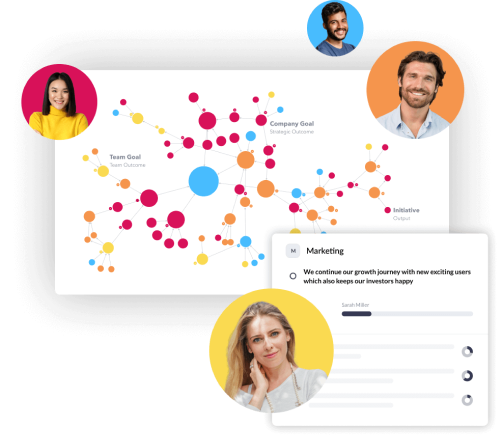 Company Goal
Strategic Outcome
Team Goal
Team Outcome
Initiative
Output
M
Marketing
We continue our growth journey with new exciting users
which also keeps our investors happy
Sarah Miller